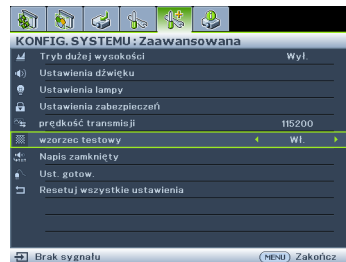 KONFIG. SYSTEMU : Zaawansowana
Tryb dużej wysokości Wył.
Ustawienia dźwięku
Ustawienia lampy
Ustawienia zabezpieczeń
prędkość transmisji 115200
wzorzec testowy Wł.
Napis zamknięty
Ust. gotow.
Resetuj wszystkie ustawienia
Brak sygnału MENU Zakończ